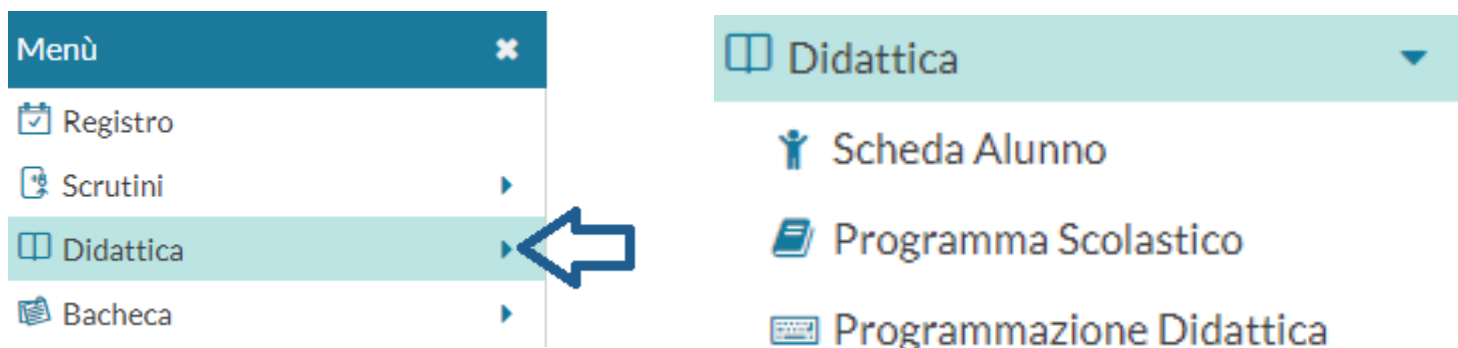 Menù
Registro
Scrutini
Didattica
Bacheca
Didattica
Scheda Alunno
Programma Scolastico
Programmazione Didattica